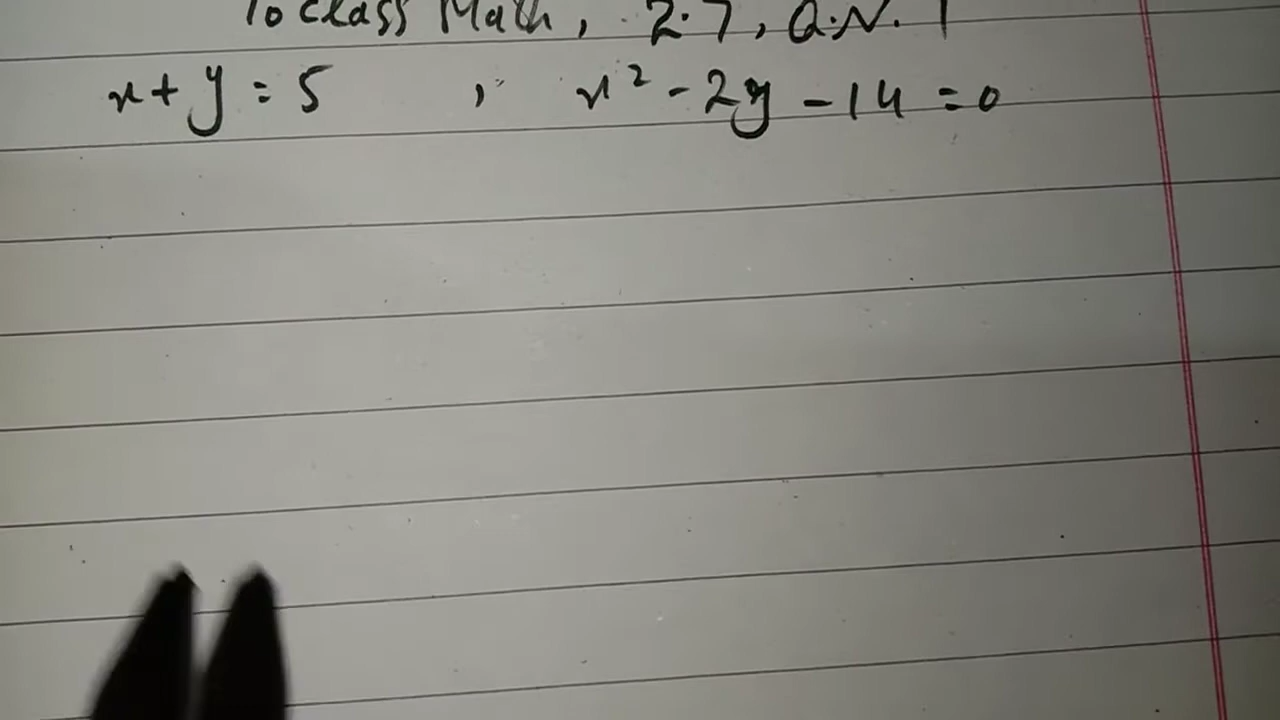 10 Class Math, 2.7, Q.N. 1
x + y = 5 , x² - 2y - 14 = 0